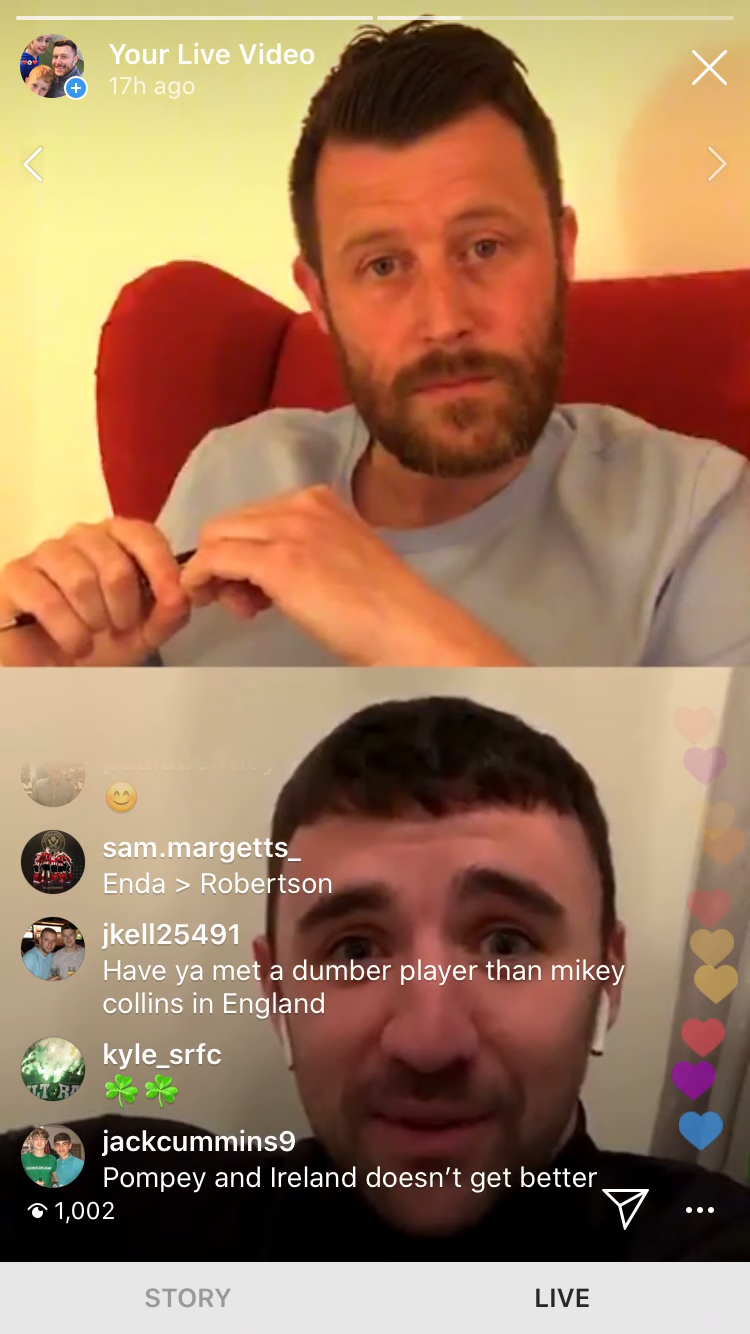 Your Live Video
17h ago
😊
sam.margetts_
Enda > Robertson
jkell25491
Have ya met a dumber player than mikey
collins in England
kyle_srfc
☘️☘️
jackcummins9
Pompey and Ireland doesn't get better
1,002
STORY
LIVE